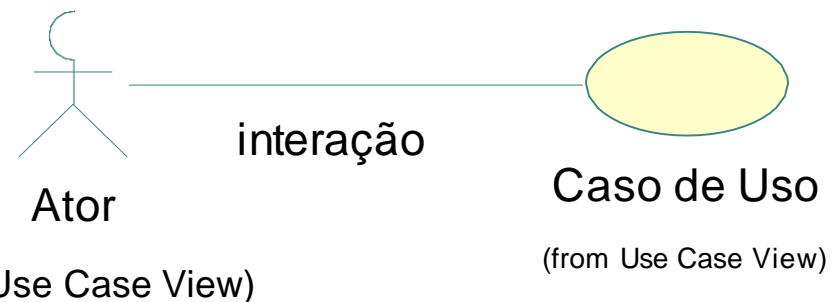 interação
Ator
Caso de Uso
(from Use Case View)
Use Case View)